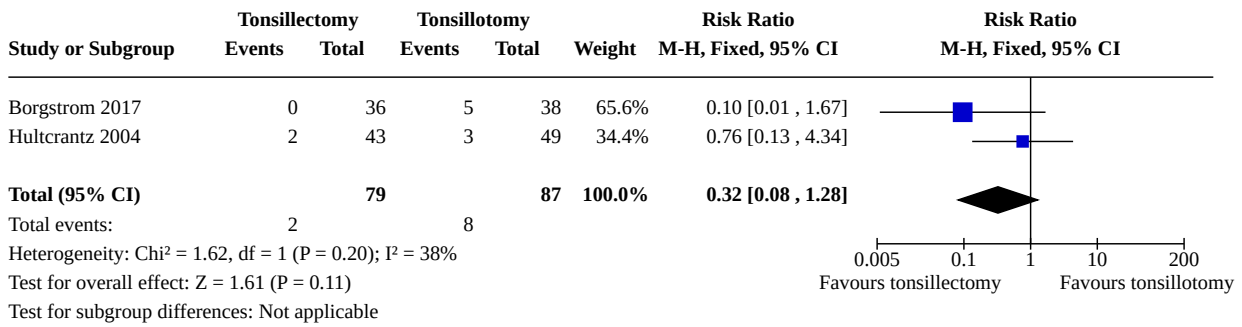 Tonsillectomy Tonsillotomy Risk Ratio Risk Ratio
Study or Subgroup Events Total Events Total Weight M-H, Fixed, 95% CI M-H, Fixed, 95% CI
Borgstrom 2017 0 36 5 38 65.6% 0.10 [0.01 , 1.67]
Hultcrantz 2004 2 43 3 49 34.4% 0.76 [0.13 , 4.34]
Total (95% CI) 79 87 100.0% 0.32 [0.08 , 1.28]
Total events: 2 8
Heterogeneity: Chi² = 1.62, df = 1 (P = 0.20); I² = 38%
0.005 0.1 1 10 200
Test for overall effect: Z = 1.61 (P = 0.11) Favours tonsillectomy Favours tonsillotomy
Test for subgroup differences: Not applicable